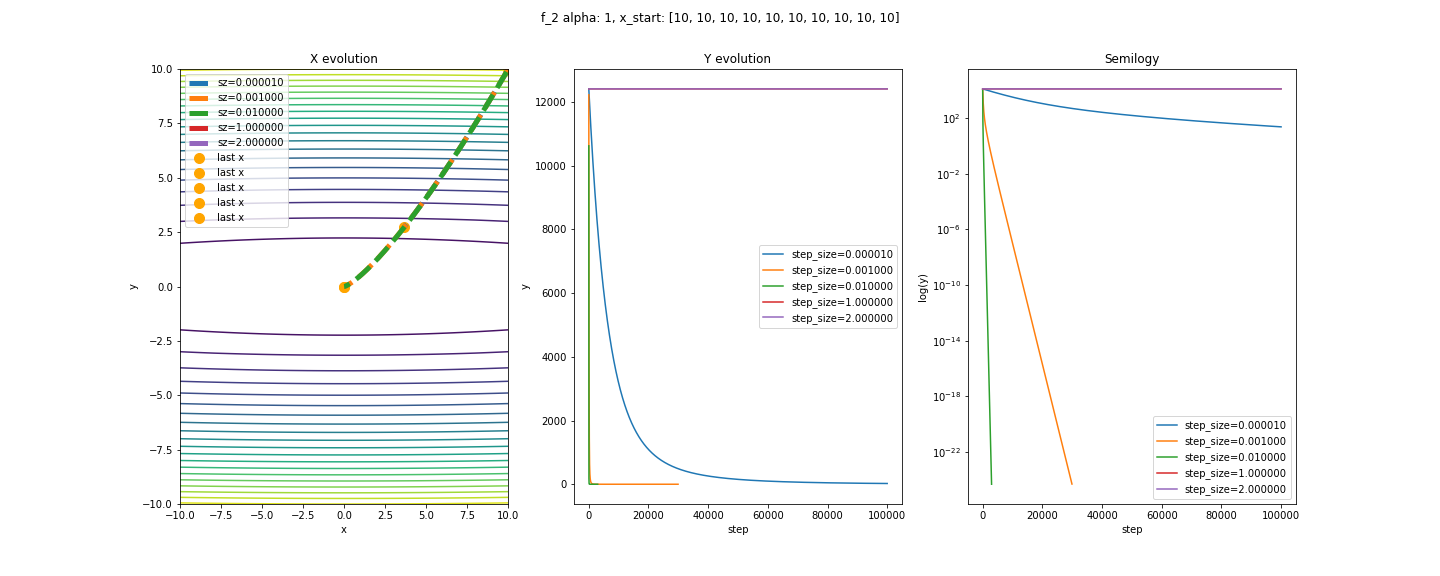 f_2 alpha: 1, x_start: [10, 10, 10, 10, 10, 10, 10, 10, 10, 10]
X evolution
10.0
7.5
5.0
2.5
0.0
−2.5
−5.0
−7.5
−10.0
y
sz=0.000010
sz=0.001000
sz=0.010000
sz=1.000000
sz=2.000000
last x
last x
last x
last x
last x
−10.0 −7.5 −5.0 −2.5 0.0 2.5 5.0 7.5 10.0
x
Y evolution
12000
10000
8000
6000
4000
2000
0
y
step_size=0.000010
step_size=0.001000
step_size=0.010000
step_size=1.000000
step_size=2.000000
0 20000 40000 60000 80000 100000
step
Semilogy
10^2
10^−2
10^−6
10^−10
10^−14
10^−18
10^−22
log(y)
step_size=0.000010
step_size=0.001000
step_size=0.010000
step_size=1.000000
step_size=2.000000
0 20000 40000 60000 80000 100000
step